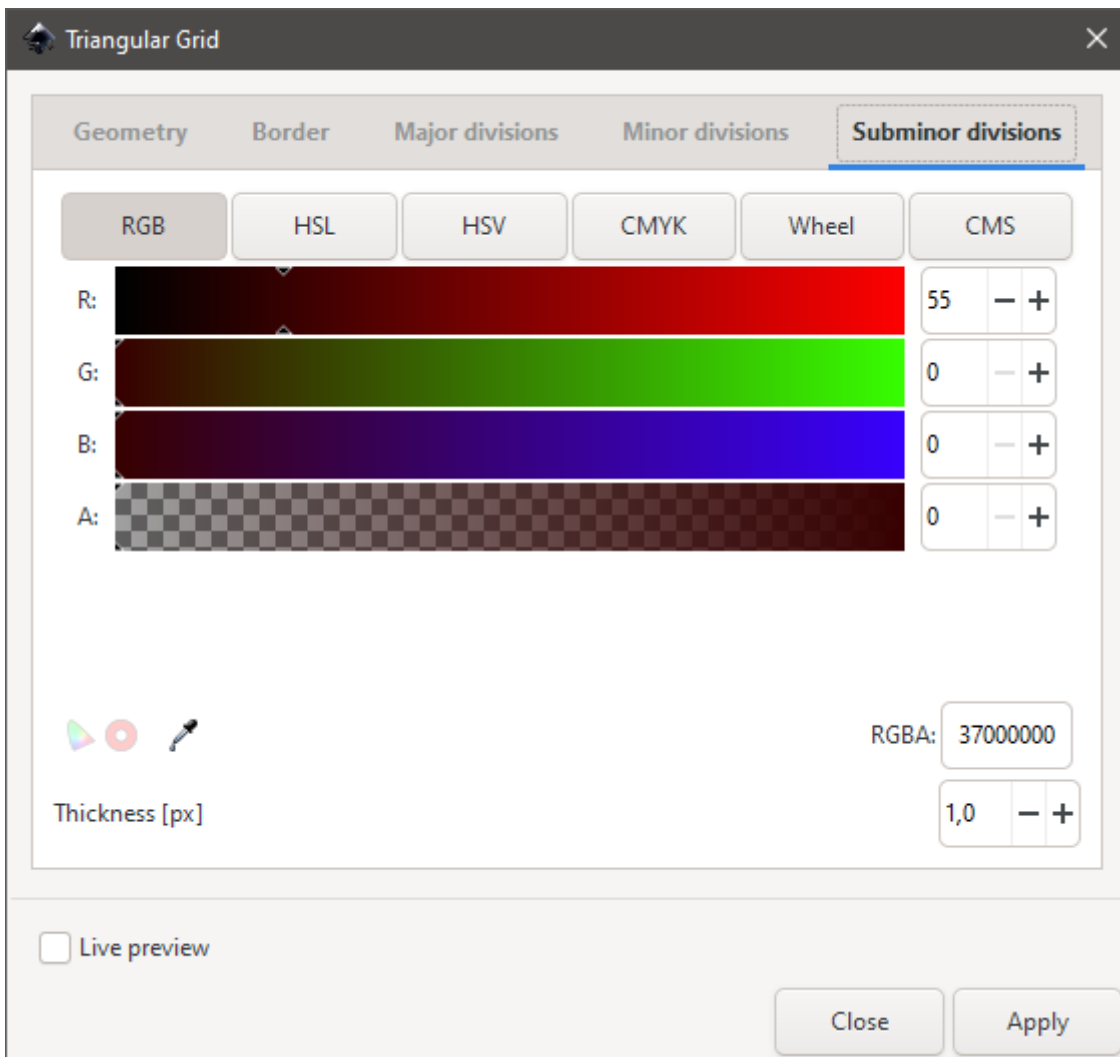 Triangular Grid
Geometry Border Major divisions Minor divisions Subminor divisions
RGB HSL HSV CMYK Wheel CMS
R: 55
G: 0
B: 0
A: 0
RGBA: 37000000
Thickness [px] 1,0
Live preview
Close Apply